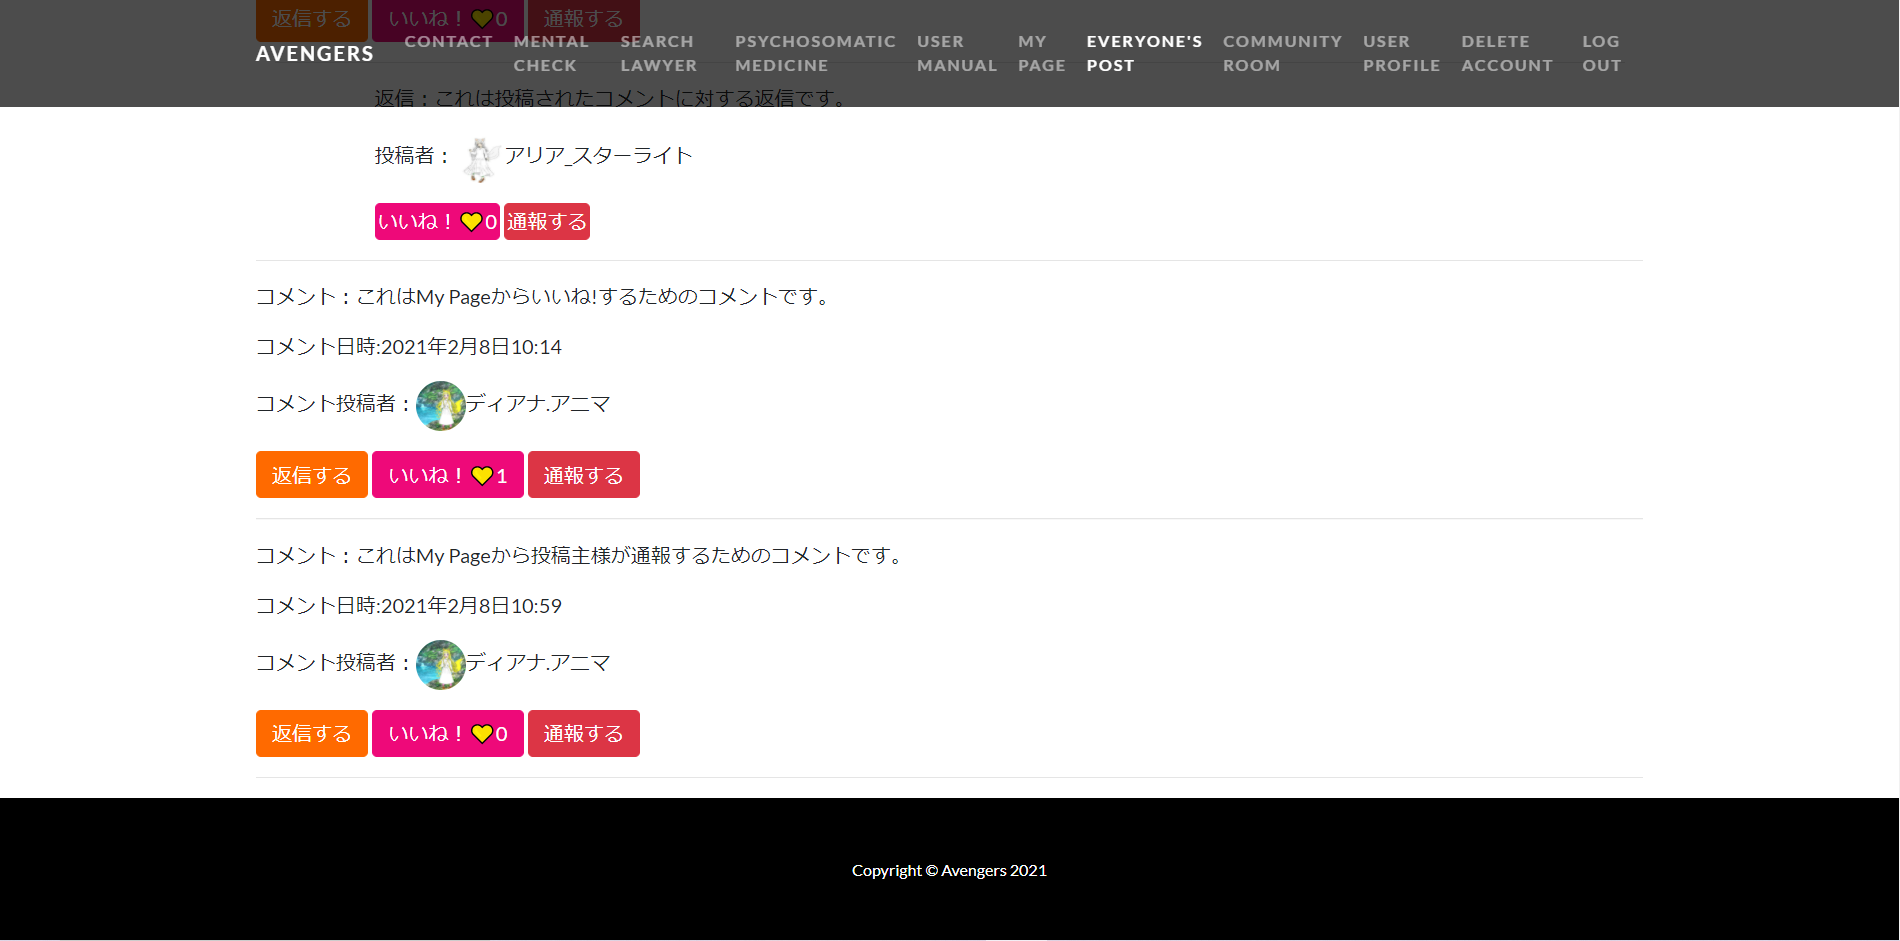 返信する いいね！0 通報する
AVENGERS CONTACT MENTAL CHECK SEARCH LAWYER PSYCHOSOMATIC MEDICINE USER MANUAL MY PAGE EVERYONE'S POST COMMUNITY ROOM USER PROFILE DELETE ACCOUNT LOG OUT
返信：これは投稿されたコメントに対する返信です。
投稿者： アリア_スターライト
いいね！0 通報する
コメント：これはMy Pageからいいね!するためのコメントです。
コメント日時:2021年2月8日10:14
コメント投稿者：ディアナ.アニマ
返信する いいね！1 通報する
コメント：これはMy Pageから投稿主様が通報するためのコメントです。
コメント日時:2021年2月8日10:59
コメント投稿者：ディアナ.アニマ
返信する いいね！0 通報する
Copyright © Avengers 2021